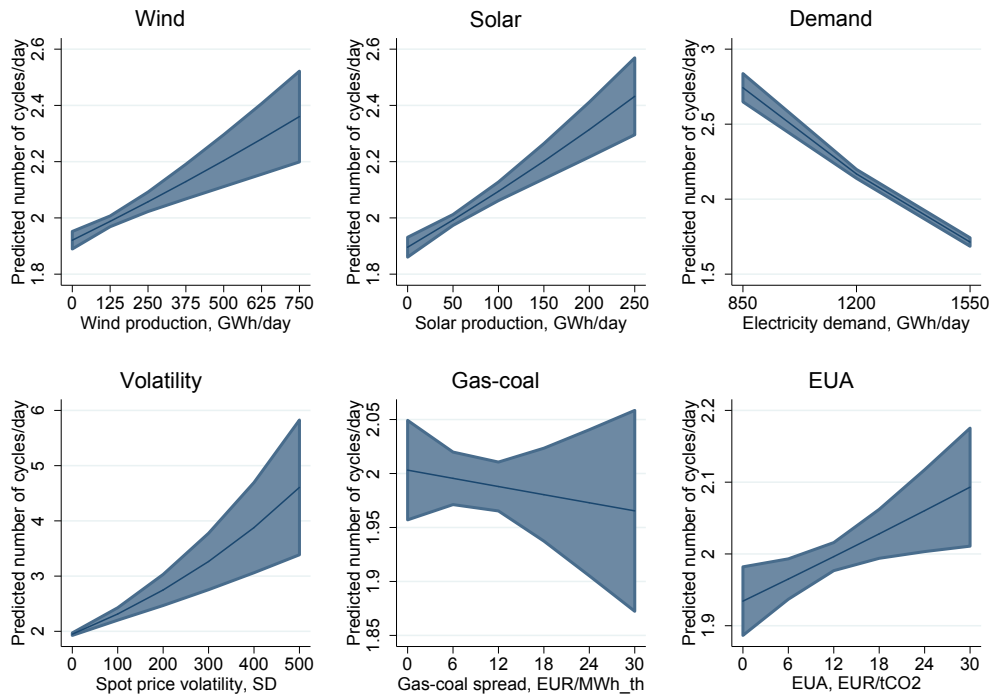 Wind
Predicted number of cycles/day
2.6
2.4
2.2
2
1.8
0 125 250 375 500 625 750
Wind production, GWh/day
Solar
Predicted number of cycles/day
2.6
2.4
2.2
2
1.8
0 50 100 150 200 250
Solar production, GWh/day
Demand
Predicted number of cycles/day
3
2.5
2
1.5
850 1200 1550
Electricity demand, GWh/day
Volatility
Predicted number of cycles/day
6
5
4
3
2
0 100 200 300 400 500
Spot price volatility, SD
Gas-coal
Predicted number of cycles/day
2.05
2
1.95
1.9
1.85
0 6 12 18 24 30
Gas-coal spread, EUR/MWh_th
EUA
Predicted number of cycles/day
2.2
2.1
2
1.9
0 6 12 18 24 30
EUA, EUR/tCO2